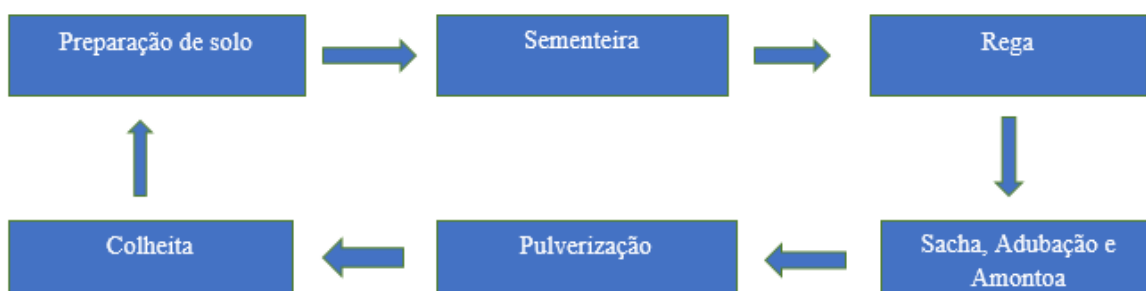 Preparação de solo
Sementeira
Rega
Sacha, Adubação e
Amontoa
Pulverização
Colheita